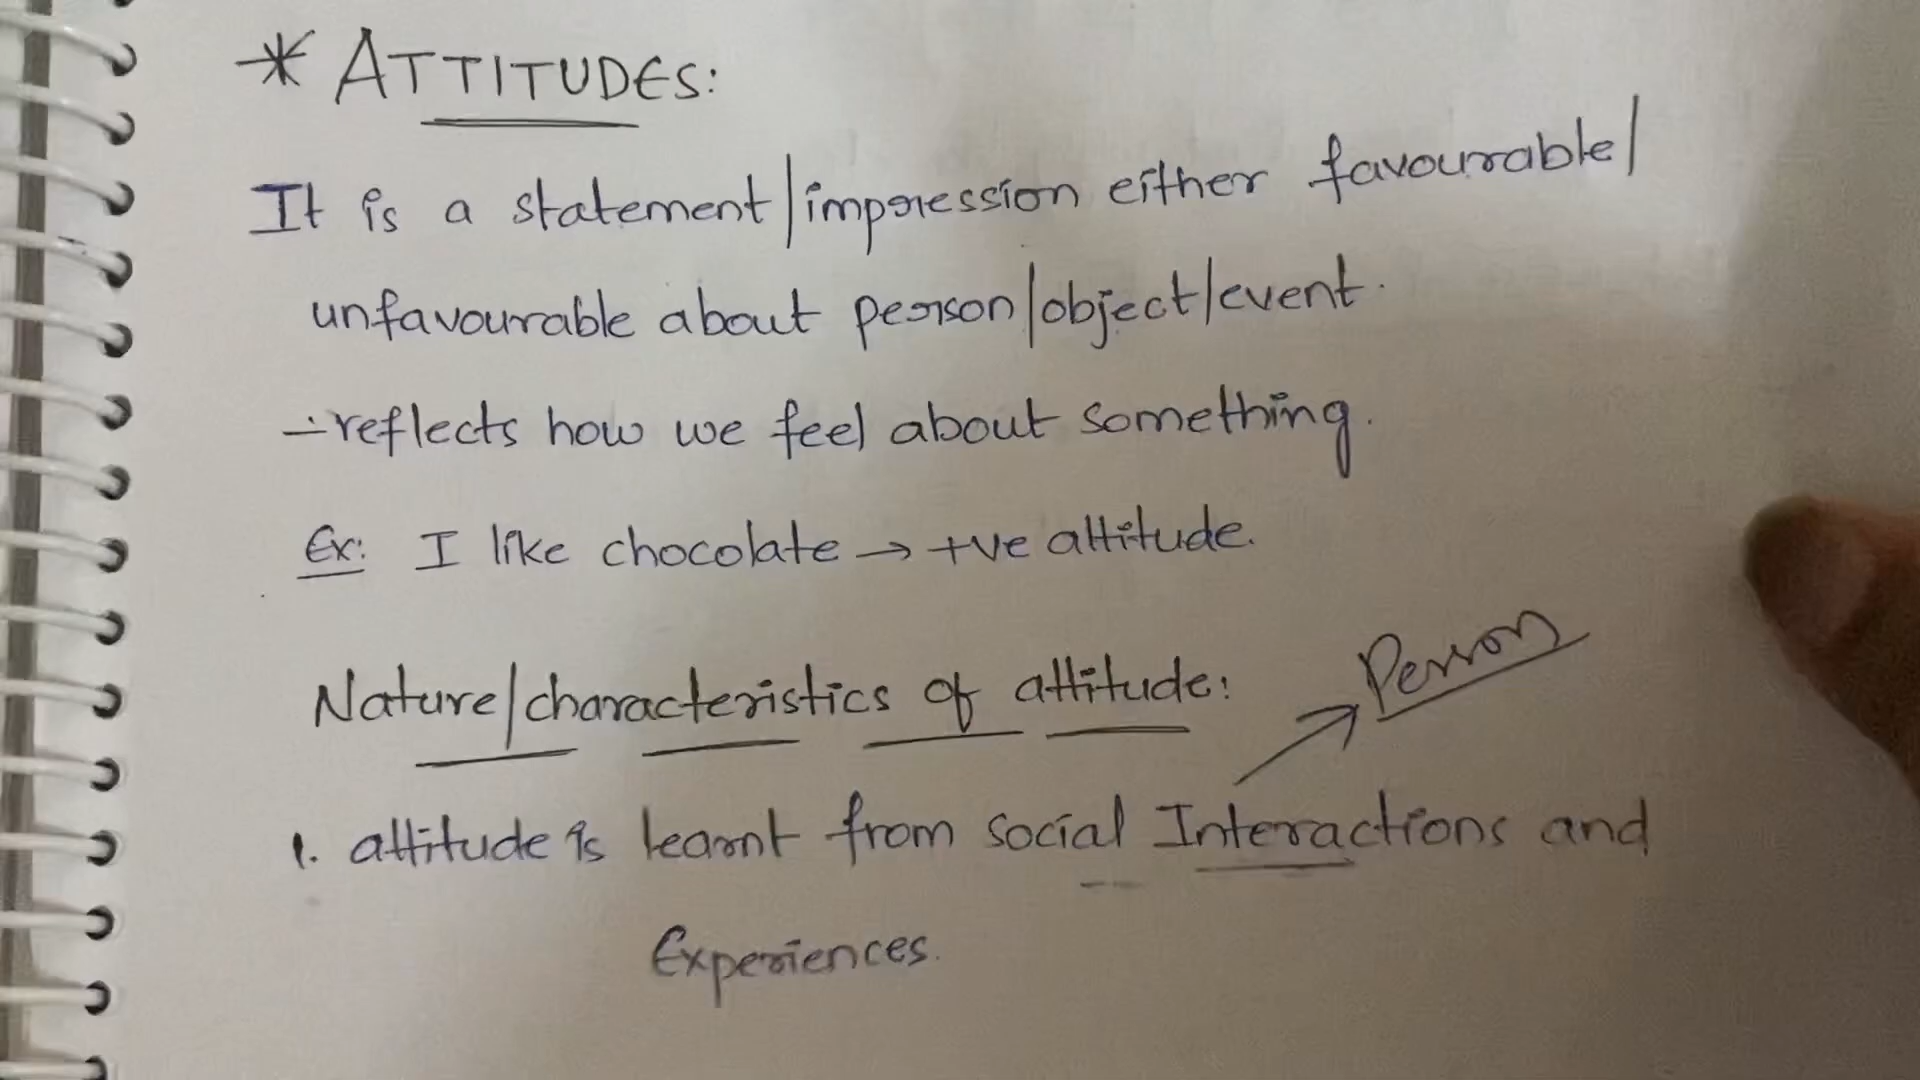 * ATTITUDES:
It is a statement/impression either favourable/
unfavourable about person/object/event.
- reflects how we feel about something.
Ex: I like chocolate → +ve attitude.
Nature/characteristics of attitude:
Person
1. attitude is learnt from social Interactions and
Experiences.